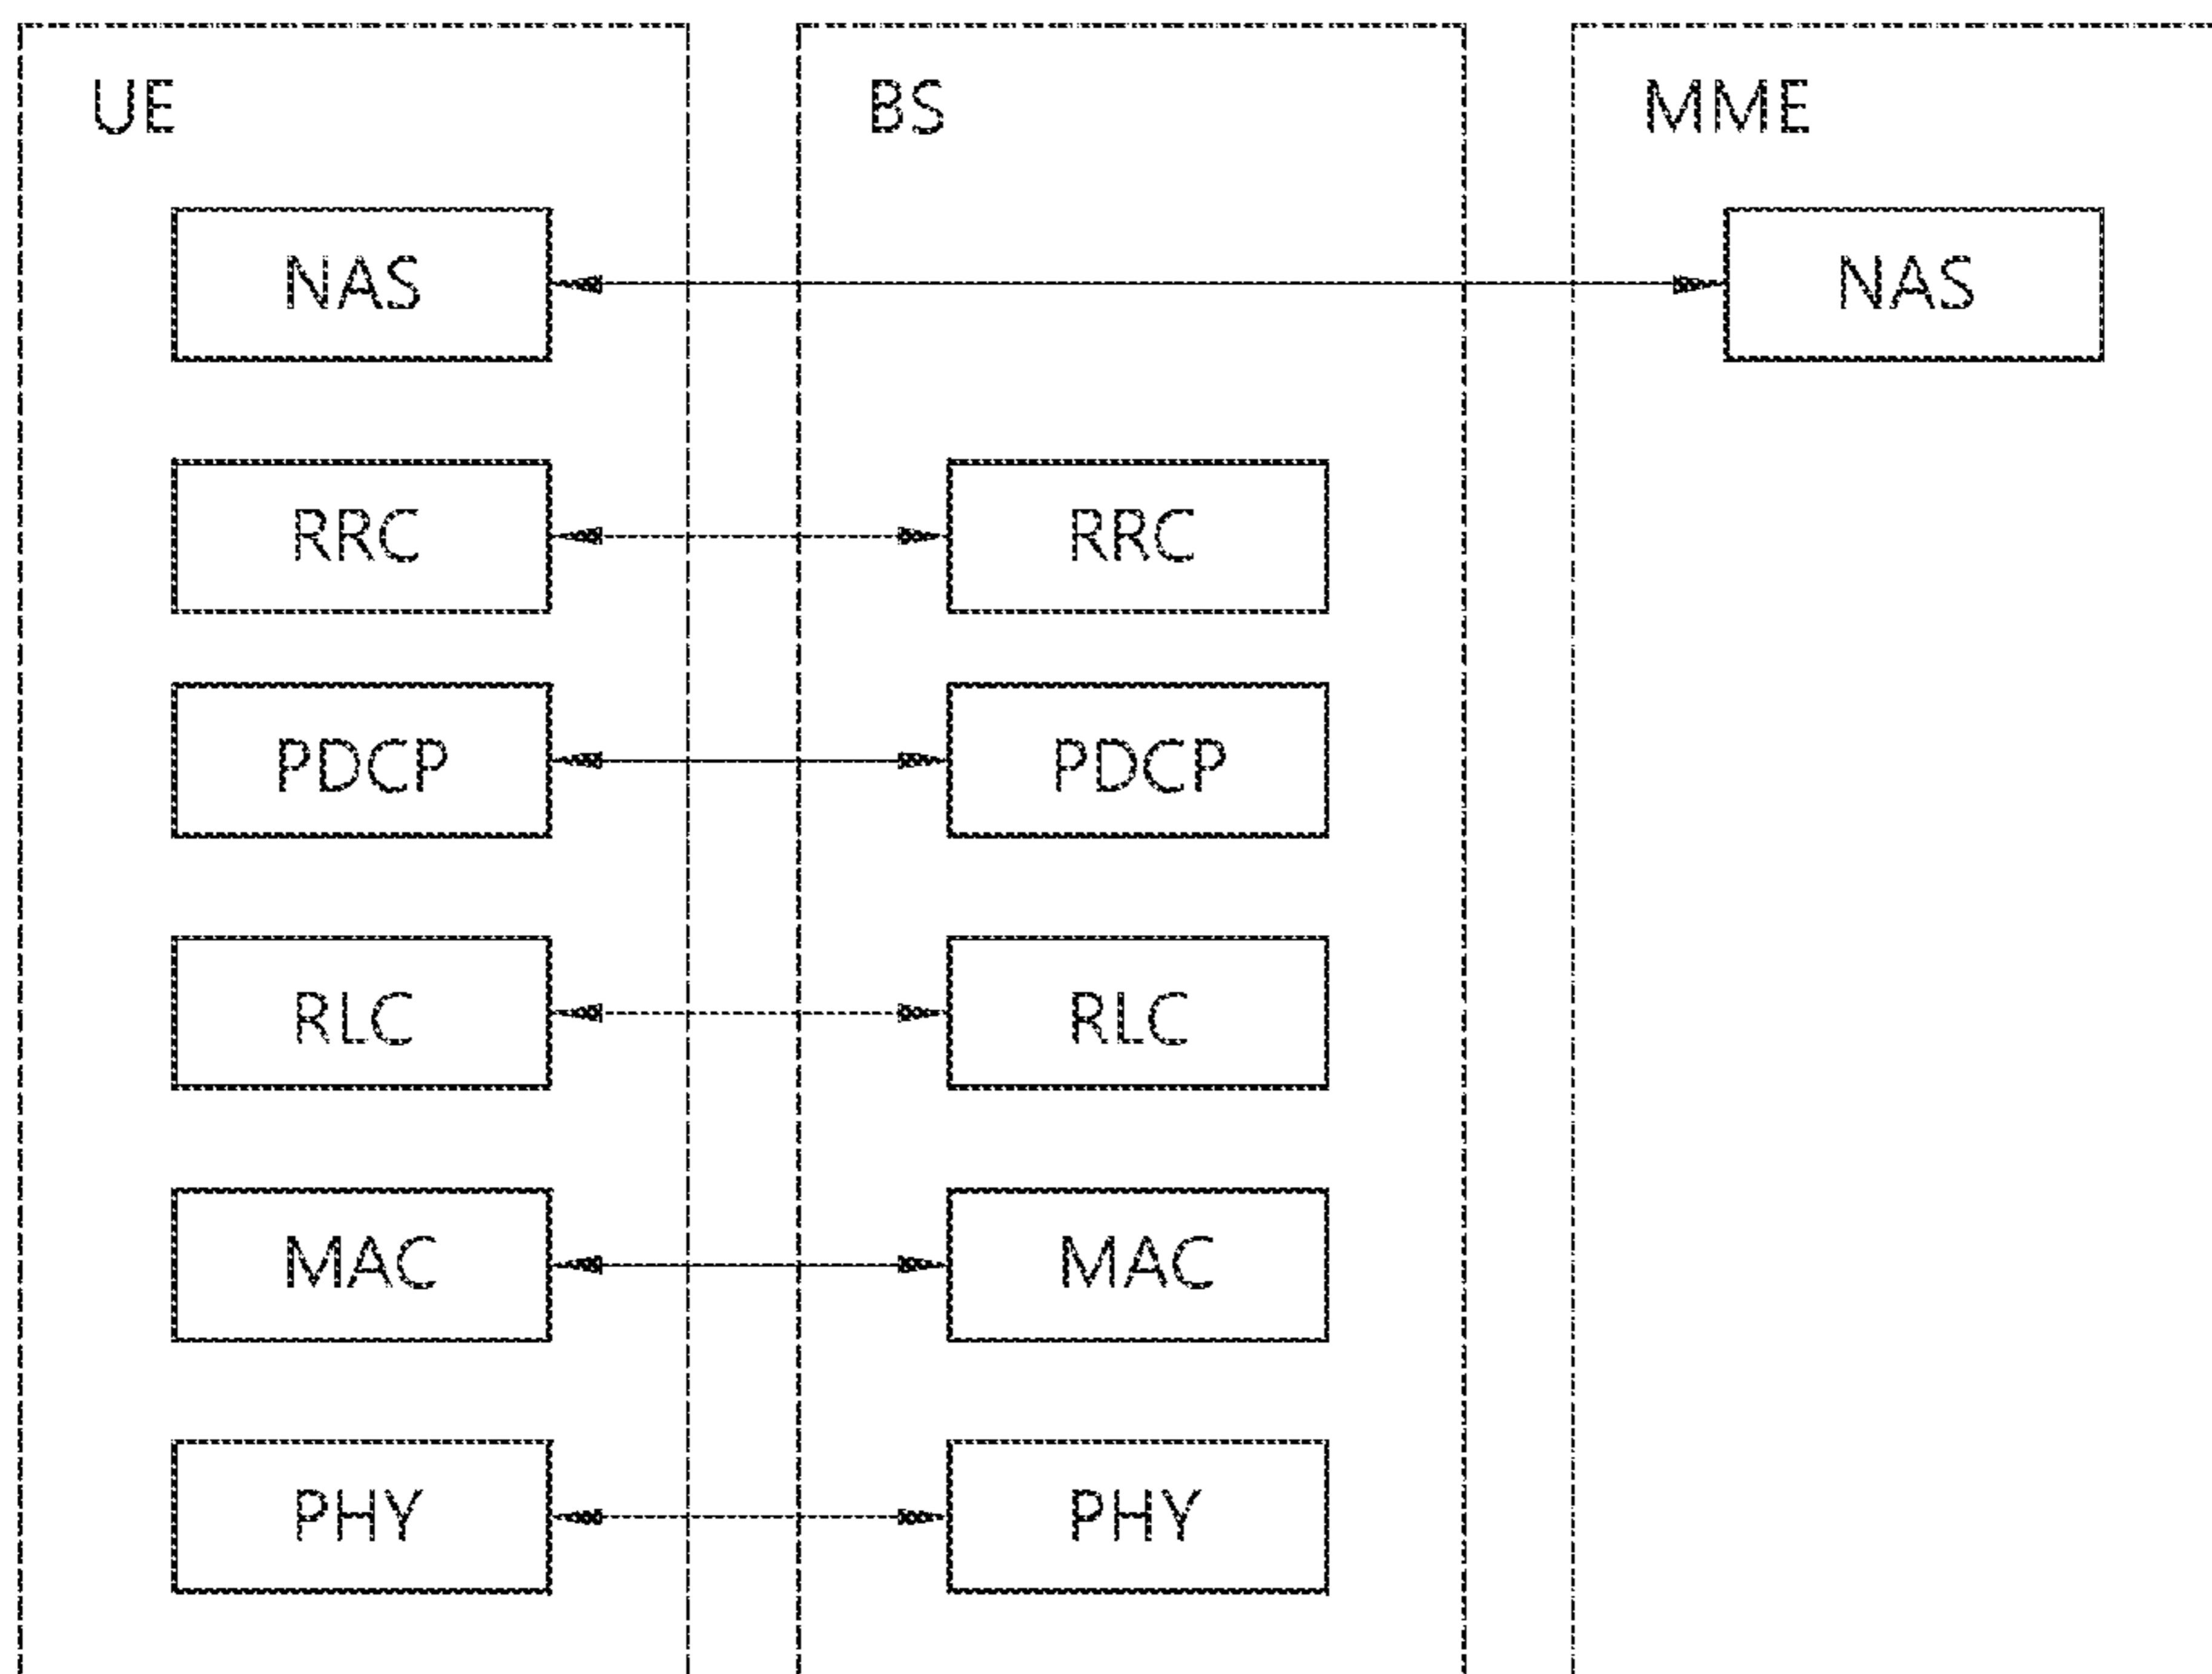 UE BS MME
NAS NAS
RRC RRC
PDCP PDCP
RLC RLC
MAC MAC
PHY PHY